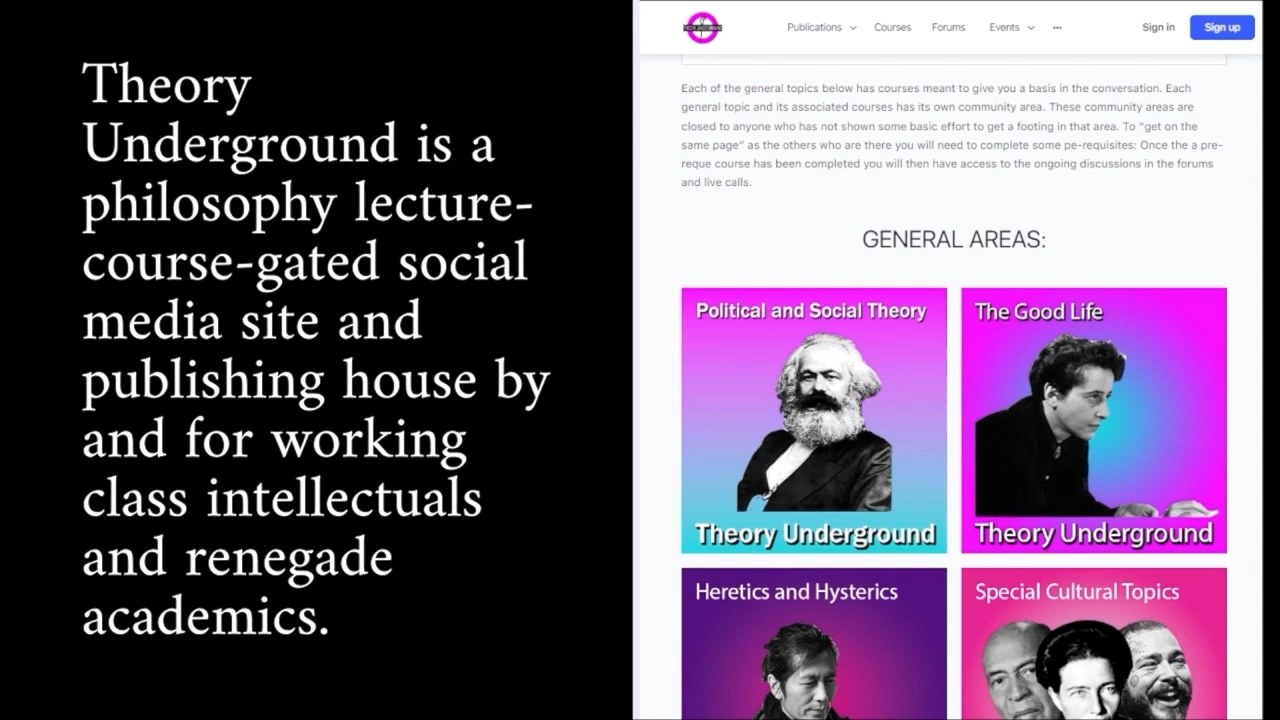 Theory
Underground is a
philosophy lecture-
course-gated social
media site and
publishing house by
and for working
class intellectuals
and renegade
academics.
Publications Courses Forums Events ••• Sign in Sign up
Each of the general topics below has courses meant to give you a basis in the conversation. Each
general topic and its associated courses has its own community area. These community areas are
closed to anyone who has not shown some basic effort to get a footing in that area. To "get on the
same page" as the others who are there you will need to complete some pe-requisites: Once the a pre-
reque course has been completed you will then have access to the ongoing discussions in the forums
and live calls.
GENERAL AREAS:
Political and Social Theory
Theory Underground
The Good Life
Theory Underground
Heretics and Hysterics
Special Cultural Topics